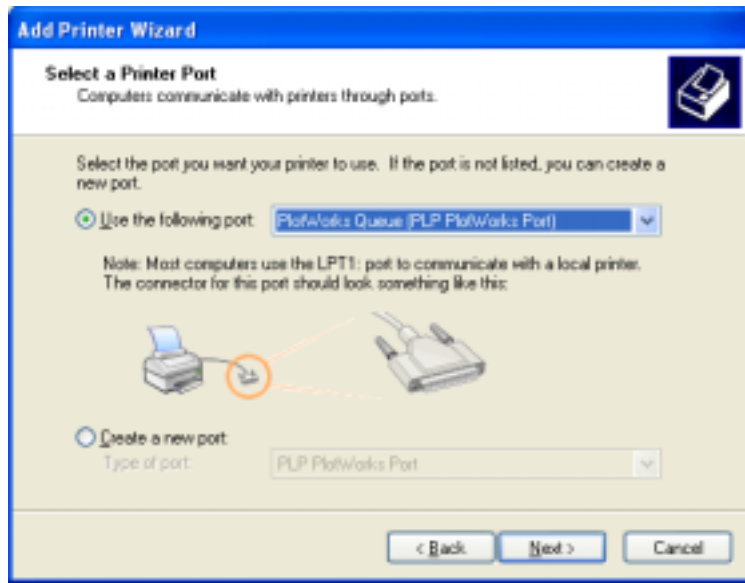 Add Printer Wizard
Select a Printer Port
Computers communicate with printers through ports.
Select the port you want your printer to use. If the port is not listed, you can create a
new port.
Use the following port: PlotWorks Queue (PLP PlotWorks Port)
Note: Most computers use the LPT1: port to communicate with a local printer.
The connector for this port should look something like this:
Create a new port:
Type of port: PLP PlotWorks Port
< Back Next > Cancel